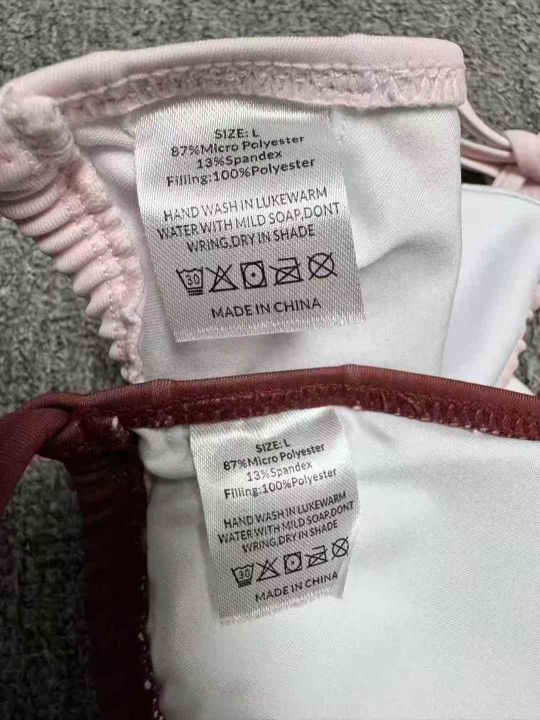 SIZE: L
87%Micro Polyester
13%Spandex
Filling:100%Polyester
HAND WASH IN LUKEWARM
WATER WITH MILD SOAP,DONT
WRING,DRY IN SHADE
30
MADE IN CHINA
SIZE: L
87%Micro Polyester
13%Spandex
Filling:100%Polyester
HAND WASH IN LUKEWARM
WATER WITH MILD SOAP,DONT
WRING,DRY IN SHADE
30
MADE IN CHINA